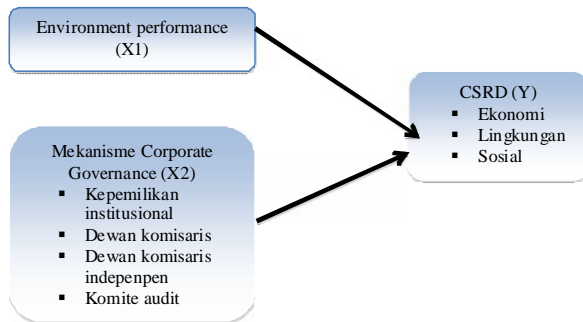 Environment performance
(X1)
Mekanisme Corporate
Governance (X2)
▪ Kepemilikan
institusional
▪ Dewan komisaris
▪ Dewan komisaris
indepenpen
▪ Komite audit
CSRD (Y)
▪ Ekonomi
▪ Lingkungan
▪ Sosial